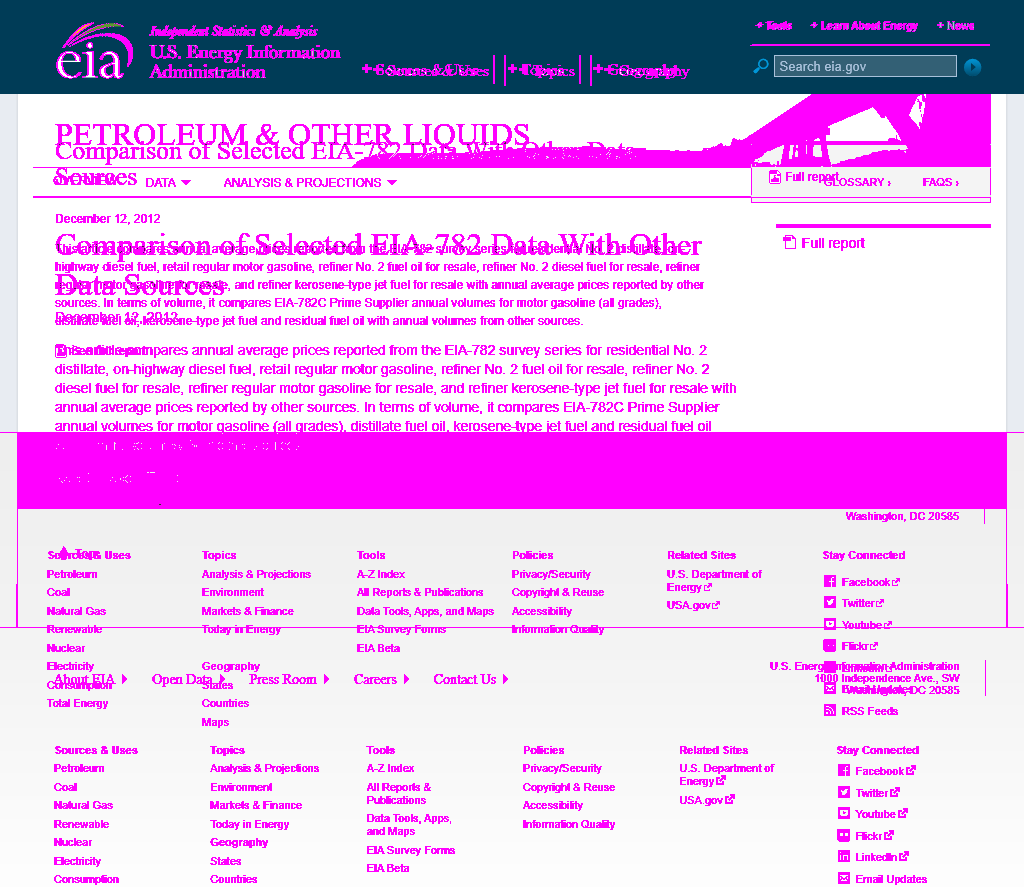 Independent Statistics & Analysis
U.S. Energy Information
Administration
+ Tools + Learn About Energy + News
Search eia.gov
+ Sources & Uses + Topics + Geography
PETROLEUM & OTHER LIQUIDS
Comparison of Selected EIA-782 Data With Other Data
Sources
OVERVIEW DATA ANALYSIS & PROJECTIONS
Full report
GLOSSARY › FAQS ›
December 12, 2012
Comparison of Selected EIA-782 Data With Other
Data Sources
Full report
This article compares annual average prices reported from the EIA-782 survey series for residential No. 2 distillate, on-
highway diesel fuel, retail regular motor gasoline, refiner No. 2 fuel oil for resale, refiner No. 2 diesel fuel for resale, refiner
regular motor gasoline for resale, and refiner kerosene-type jet fuel for resale with annual average prices reported by other
sources. In terms of volume, it compares EIA-782C Prime Supplier annual volumes for motor gasoline (all grades),
distillate fuel oil, kerosene-type jet fuel and residual fuel oil with annual volumes from other sources.
December 12, 2012
This article compares annual average prices reported from the EIA-782 survey series for residential No. 2
distillate, on-highway diesel fuel, retail regular motor gasoline, refiner No. 2 fuel oil for resale, refiner No. 2
diesel fuel for resale, refiner regular motor gasoline for resale, and refiner kerosene-type jet fuel for resale with
annual average prices reported by other sources. In terms of volume, it compares EIA-782C Prime Supplier
annual volumes for motor gasoline (all grades), distillate fuel oil, kerosene-type jet fuel and residual fuel oil
Washington, DC 20585
Top
Sources & Uses
Petroleum
Coal
Natural Gas
Renewable
Nuclear
Electricity
Consumption
Total Energy
Topics
Analysis & Projections
Environment
Markets & Finance
Today in Energy
Geography
States
Countries
Maps
Tools
A-Z Index
All Reports & Publications
Data Tools, Apps, and Maps
EIA Survey Forms
EIA Beta
Policies
Privacy/Security
Copyright & Reuse
Accessibility
Information Quality
Related Sites
U.S. Department of
Energy
USA.gov
Stay Connected
Facebook
Twitter
Youtube
Flickr
LinkedIn
Email Updates
RSS Feeds
About EIA Open Data Press Room Careers Contact Us
U.S. Energy Information Administration
1000 Independence Ave., SW
Washington, DC 20585
Sources & Uses
Petroleum
Coal
Natural Gas
Renewable
Nuclear
Electricity
Consumption
Topics
Analysis & Projections
Environment
Markets & Finance
Today in Energy
Geography
States
Countries
Tools
A-Z Index
All Reports &
Publications
Data Tools, Apps,
and Maps
EIA Survey Forms
EIA Beta
Policies
Privacy/Security
Copyright & Reuse
Accessibility
Information Quality
Related Sites
U.S. Department of
Energy
USA.gov
Stay Connected
Facebook
Twitter
Youtube
Flickr
LinkedIn
Email Updates